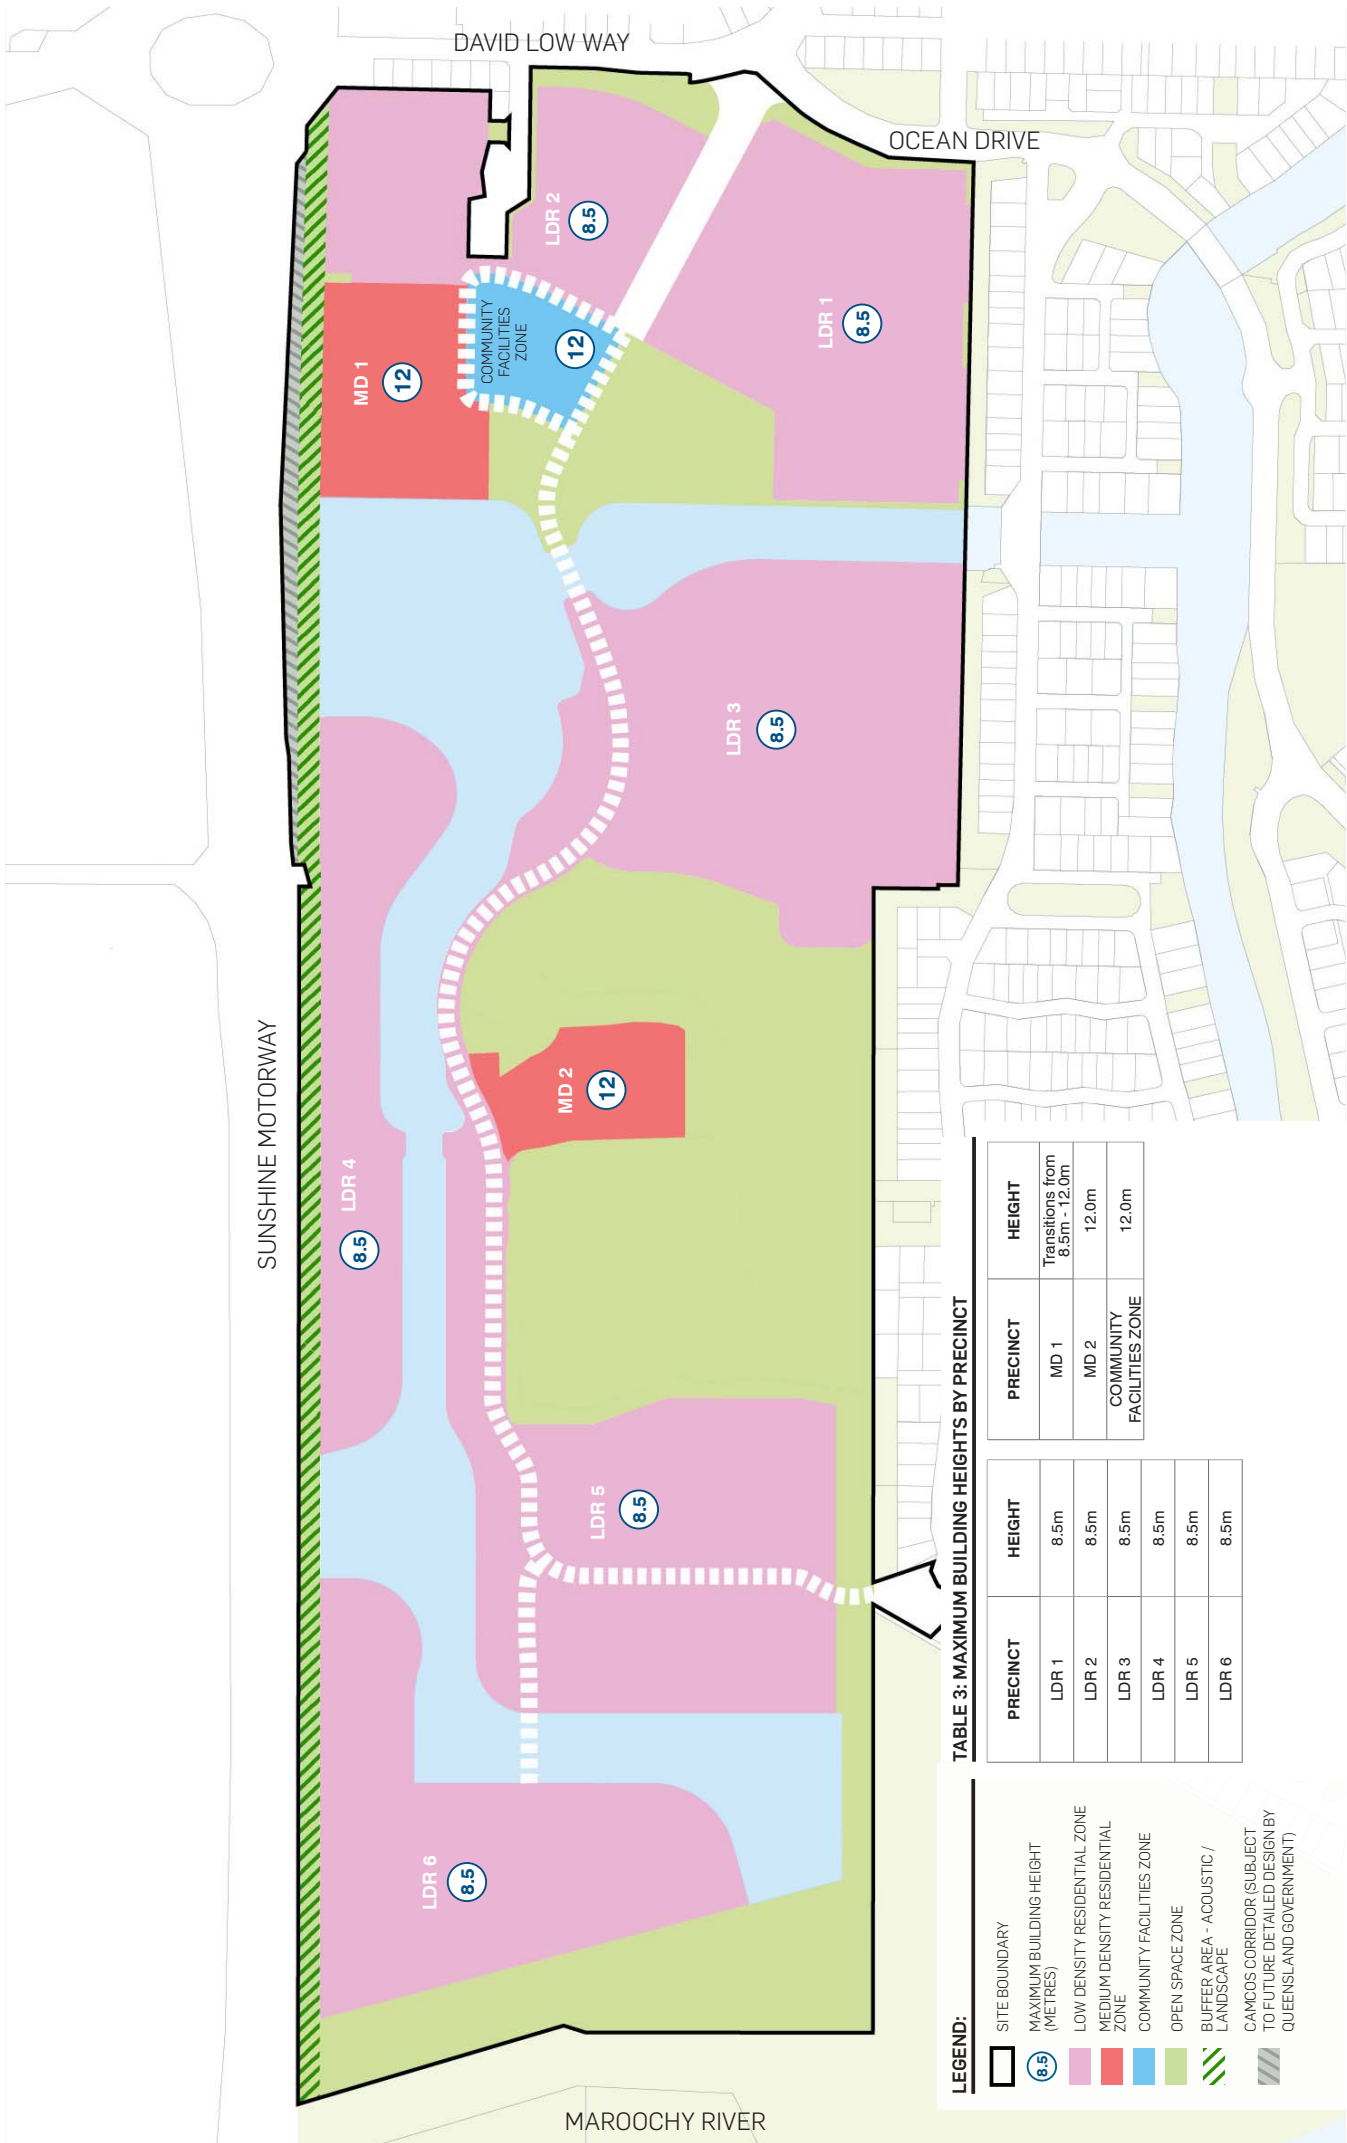 DAVID LOW WAY
OCEAN DRIVE
SUNSHINE MOTORWAY
MAROOCHY RIVER
LDR 2
8.5
LDR 1
8.5
MD 1
12
COMMUNITY
FACILITIES
ZONE
12
LDR 3
8.5
MD 2
12
LDR 4
8.5
LDR 5
8.5
LDR 6
8.5
LEGEND:
SITE BOUNDARY
8.5
MAXIMUM BUILDING HEIGHT
(METRES)
LOW DENSITY RESIDENTIAL ZONE
MEDIUM DENSITY RESIDENTIAL
ZONE
COMMUNITY FACILITIES ZONE
OPEN SPACE ZONE
BUFFER AREA - ACOUSTIC /
LANDSCAPE
CAMCOS CORRIDOR (SUBJECT
TO FUTURE DETAILED DESIGN BY
QUEENSLAND GOVERNMENT)
TABLE 3: MAXIMUM BUILDING HEIGHTS BY PRECINCT
PRECINCT HEIGHT
LDR 1 8.5m
LDR 2 8.5m
LDR 3 8.5m
LDR 4 8.5m
LDR 5 8.5m
LDR 6 8.5m
PRECINCT HEIGHT
MD 1 Transitions from
8.5m - 12.0m
MD 2 12.0m
COMMUNITY
FACILITIES ZONE 12.0m